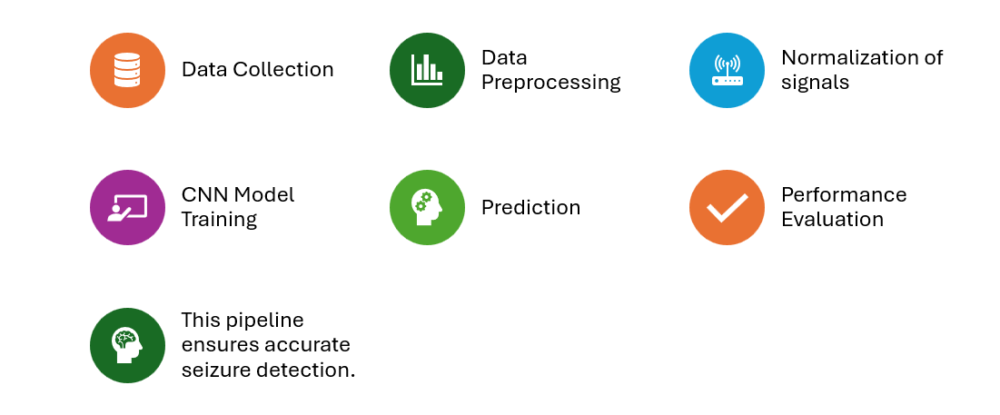 Data Collection
Data
Preprocessing
Normalization of
signals
CNN Model
Training
Prediction
Performance
Evaluation
This pipeline
ensures accurate
seizure detection.